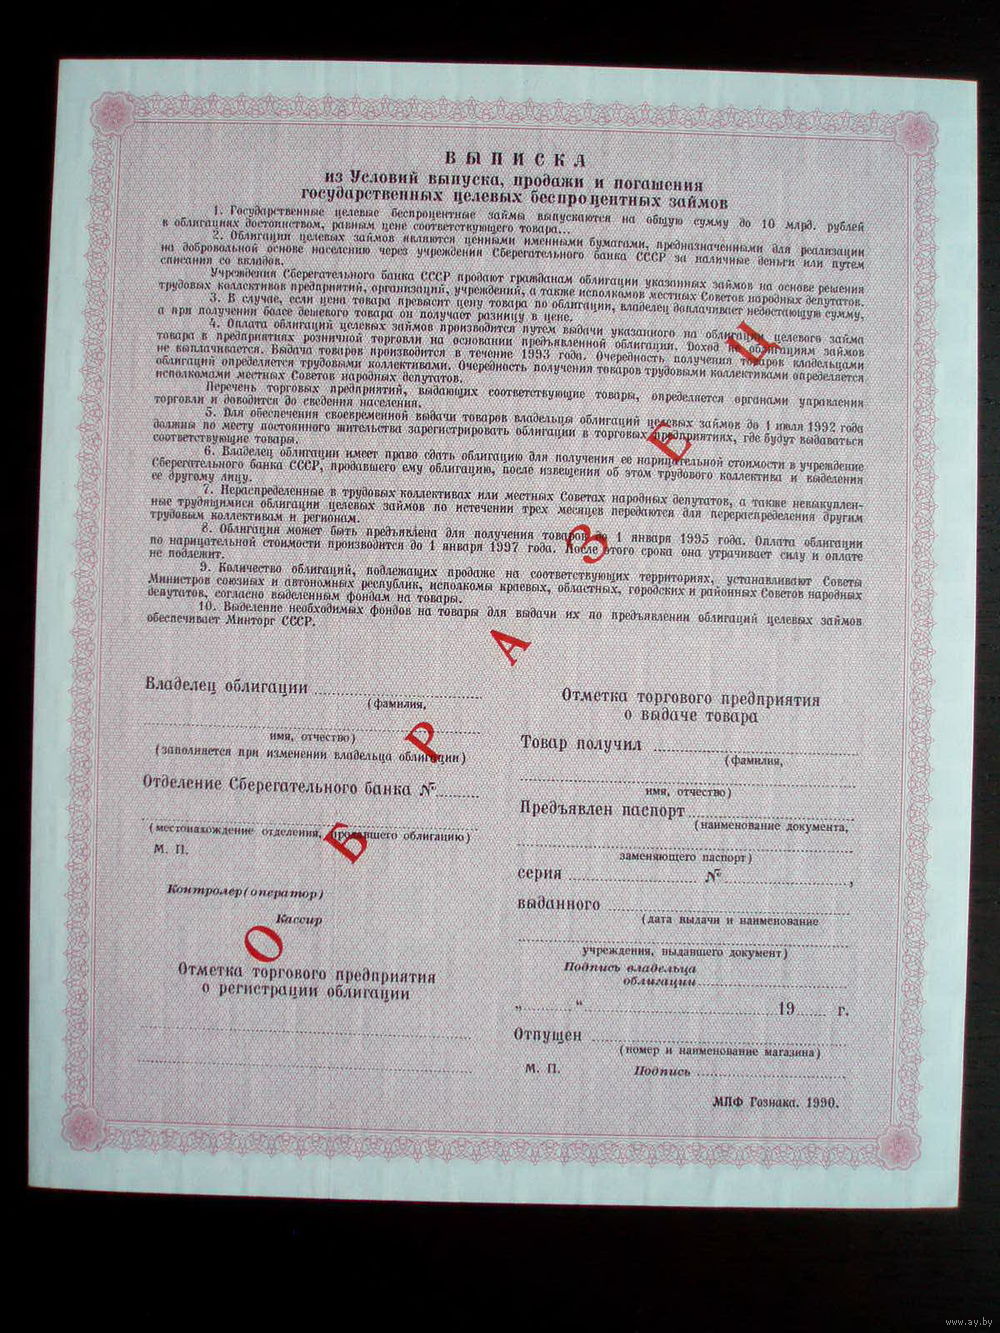 ВЫПИСКА
из Условий выпуска, продажи и погашения
государственных целевых беспроцентных займов
1. Государственные целевые беспроцентные займы выпускаются на общую сумму до 10 млрд. рублей
в облигациях достоинством, равным цене соответствующего товара...
2. Облигации целевых займов являются ценными именными бумагами, предназначенными для реализации
на добровольной основе населению через учреждения Сберегательного банка СССР за наличные деньги или путем
списания со вкладов.
Учреждения Сберегательного банка СССР продают гражданам облигации указанных займов на основе решения
трудовых коллективов предприятий, организаций, учреждений, а также исполкомов местных Советов народных депутатов.
3. В случае, если цена товара превысит цену товара по облигации, владелец доплачивает недостающую сумму,
а при получении более дешевого товара он получает разницу в цене.
4. Оплата облигаций целевых займов производится путем выдачи указанного на облигации целевого займа
товара в предприятиях розничной торговли на основании предъявленной облигации. Доход по облигациям займов
не выплачивается. Выдача товаров производится в течение 1993 года. Очередность получения товаров владельцами
облигаций определяется трудовыми коллективами. Очередность получения товаров трудовыми коллективами определяется
исполкомами местных Советов народных депутатов.
Перечень торговых предприятий, выдающих соответствующие товары, определяется органами управления
торговли и доводится до сведения населения.
5. Для обеспечения своевременной выдачи товаров владельцы облигаций целевых займов до 1 июля 1992 года
должны по месту постоянного жительства зарегистрировать облигации в торговых предприятиях, где будут выдаваться
соответствующие товары.
6. Владелец облигации имеет право сдать облигацию для получения ее нарицательной стоимости в учреждение
Сберегательного банка СССР, продавшего ему облигацию, после извещения об этом трудового коллектива и выделения
ее другому лицу.
7. Нераспределенные в трудовых коллективах или местных Советах народных депутатов, а также невыкуплен-
ные трудящимися облигации целевых займов по истечении трех месяцев передаются для перераспределения другим
трудовым коллективам и регионам.
8. Облигация может быть предъявлена для получения товаров до 1 января 1995 года. Оплата облигации
по нарицательной стоимости производится до 1 января 1997 года. После этого срока она утрачивает силу и оплате
не подлежит.
9. Количество облигаций, подлежащих продаже на соответствующих территориях, устанавливают Советы
Министров союзных и автономных республик, исполкомы краевых, областных, городских и районных Советов народных
депутатов, согласно выделенным фондам на товары.
10. Выделение необходимых фондов на товары для выдачи их по предъявлении облигаций целевых займов
обеспечивает Минторг СССР.
ОБРАЗЕЦ
Владелец облигации
(фамилия,
имя, отчество)
(заполняется при изменении владельца облигации)
Отделение Сберегательного банка №
(местонахождение отделения, продавшего облигацию)
М. П.
Контролер (оператор)
Кассир
Отметка торгового предприятия
о регистрации облигации
Отметка торгового предприятия
о выдаче товара
Товар получил
(фамилия,
имя, отчество)
Предъявлен паспорт
(наименование документа,
заменяющего паспорт)
серия № ,
выданного
(дата выдачи и наименование
учреждения, выдавшего документ)
Подпись владельца
облигации
„ “ 19 г.
Отпущен
(номер и наименование магазина)
М. П. Подпись
МПФ Гознака. 1990.
www.ay.by